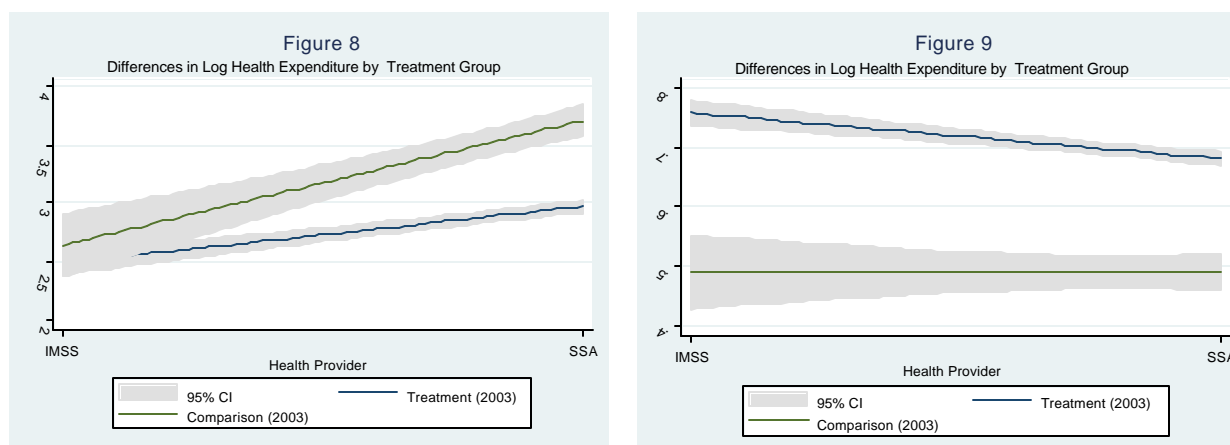 Figure 8
Differences in Log Health Expenditure by Treatment Group
4
3.5
3
2.5
2
IMSS
SSA
Health Provider
95% CI
Treatment (2003)
Comparison (2003)
Figure 9
Differences in Log Health Expenditure by Treatment Group
.8
.7
.6
.5
.4
IMSS
SSA
Health Provider
95% CI
Treatment (2003)
Comparison (2003)